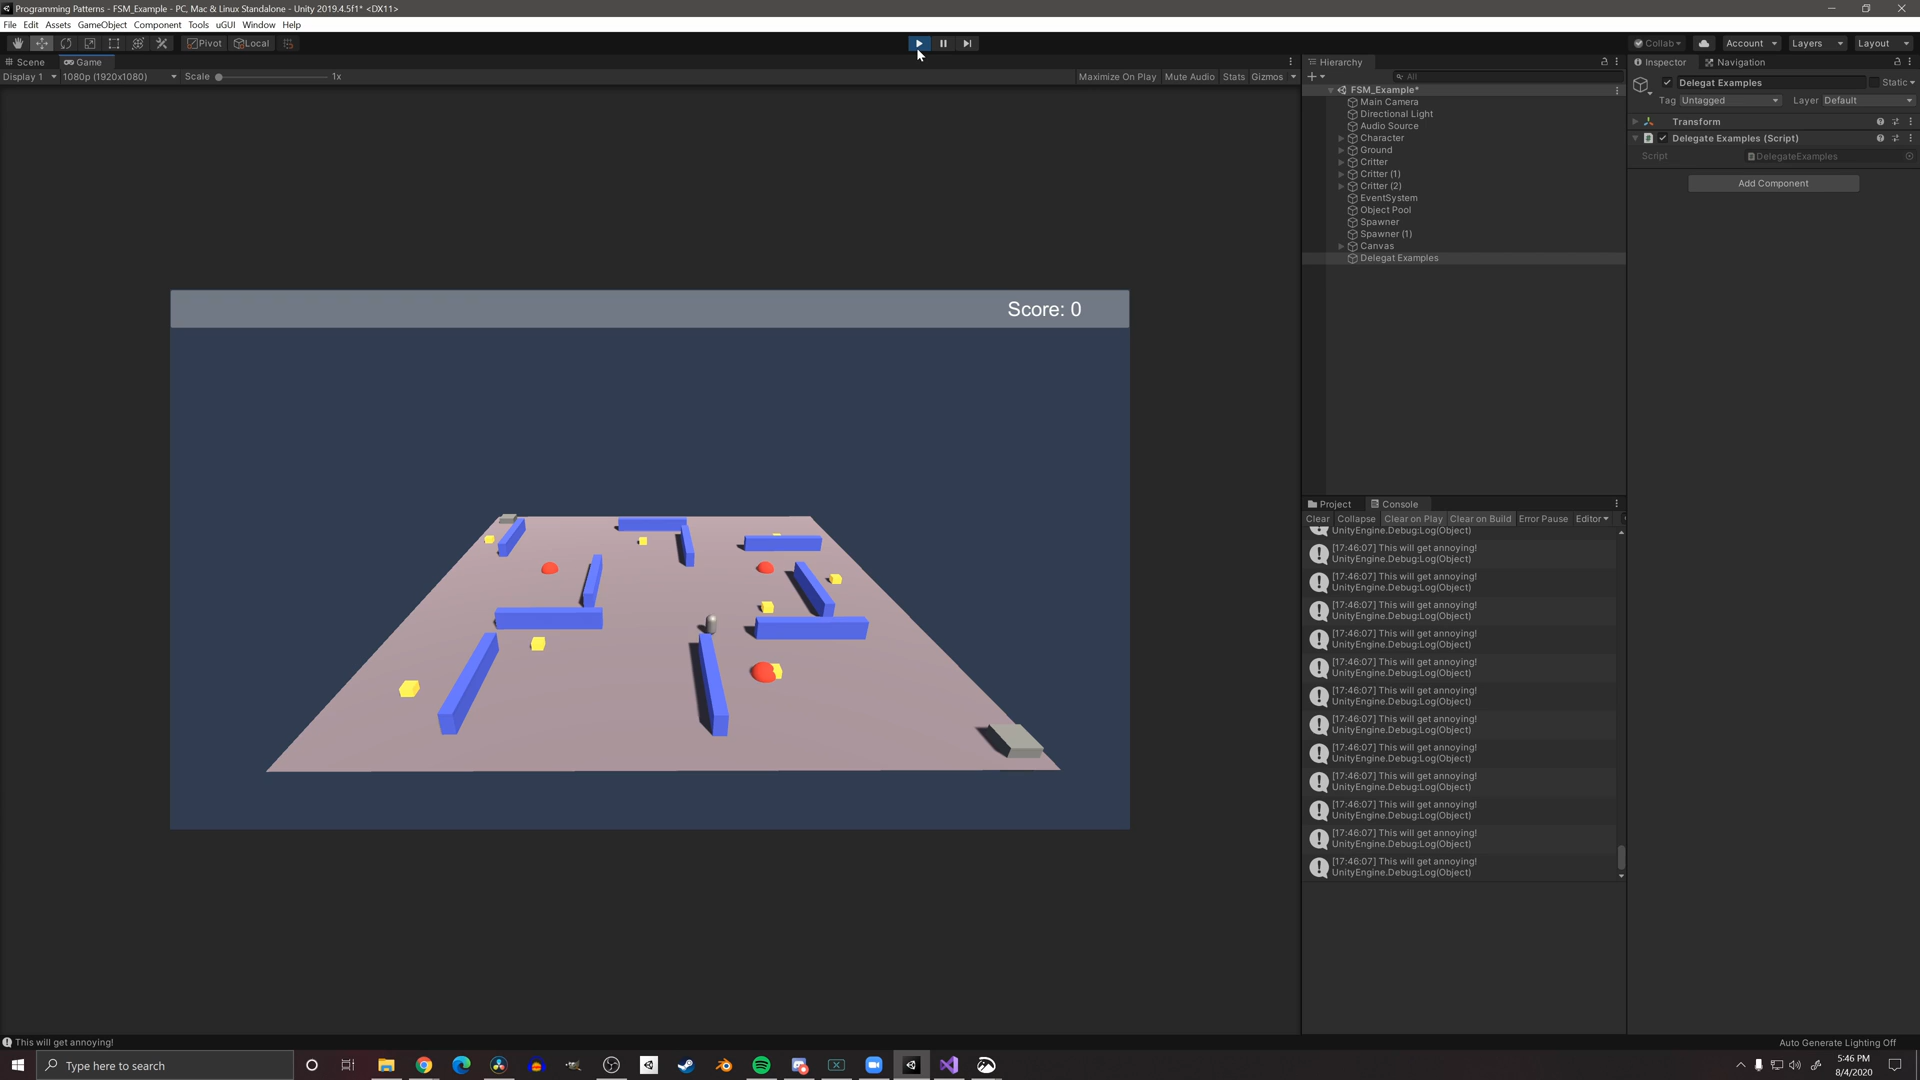 Programming Patterns - FSM_Example - PC, Mac & Linux Standalone - Unity 2019.4.5f1* <DX11>
File Edit Assets GameObject Component Tools uGUI Window Help
Pivot Local
Collab Account Layers Layout
Scene Game
Display 1 1080p (1920x1080) Scale 1x Maximize On Play Mute Audio Stats Gizmos
Score: 0
Hierarchy
All
FSM_Example*
Main Camera
Directional Light
Audio Source
Character
Ground
Critter
Critter (1)
Critter (2)
EventSystem
Object Pool
Spawner
Spawner (1)
Canvas
Delegat Examples
Inspector Navigation
Delegat Examples Static
Tag Untagged Layer Default
Transform
Delegate Examples (Script)
Script DelegateExamples
Add Component
Project Console
Clear Collapse Clear on Play Clear on Build Error Pause Editor
UnityEngine.Debug:Log(Object)
[17:46:07] This will get annoying!
UnityEngine.Debug:Log(Object)
[17:46:07] This will get annoying!
UnityEngine.Debug:Log(Object)
[17:46:07] This will get annoying!
UnityEngine.Debug:Log(Object)
[17:46:07] This will get annoying!
UnityEngine.Debug:Log(Object)
[17:46:07] This will get annoying!
UnityEngine.Debug:Log(Object)
[17:46:07] This will get annoying!
UnityEngine.Debug:Log(Object)
[17:46:07] This will get annoying!
UnityEngine.Debug:Log(Object)
[17:46:07] This will get annoying!
UnityEngine.Debug:Log(Object)
[17:46:07] This will get annoying!
UnityEngine.Debug:Log(Object)
[17:46:07] This will get annoying!
UnityEngine.Debug:Log(Object)
[17:46:07] This will get annoying!
UnityEngine.Debug:Log(Object)
[17:46:07] This will get annoying!
UnityEngine.Debug:Log(Object)
This will get annoying!
Auto Generate Lighting Off
Type here to search
5:46 PM
8/4/2020